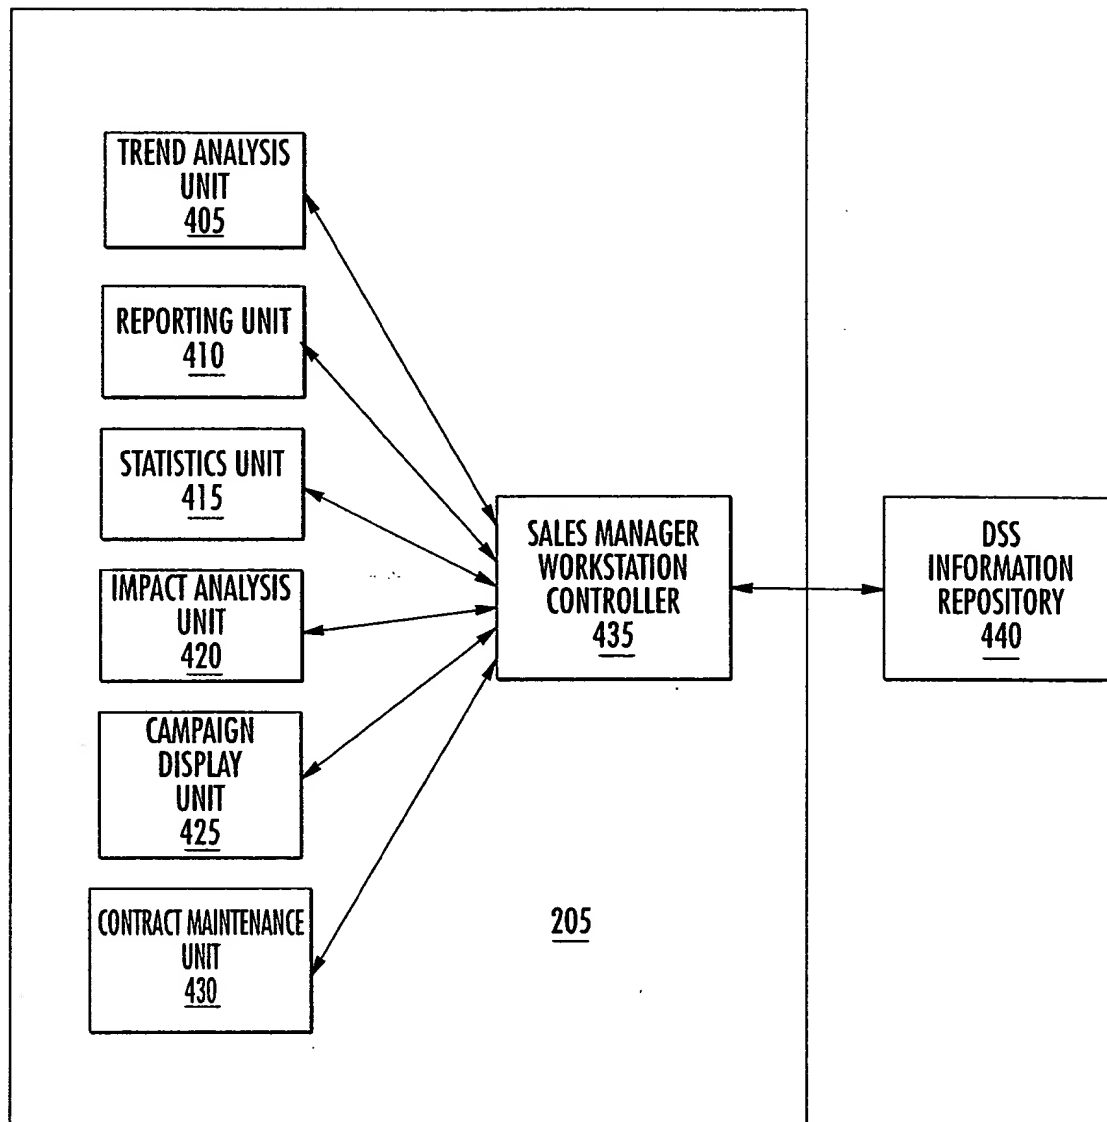 TREND ANALYSIS
UNIT
405
REPORTING UNIT
410
STATISTICS UNIT
415
IMPACT ANALYSIS
UNIT
420
CAMPAIGN
DISPLAY
UNIT
425
CONTRACT MAINTENANCE
UNIT
430
SALES MANAGER
WORKSTATION
CONTROLLER
435
DSS
INFORMATION
REPOSITORY
440
205